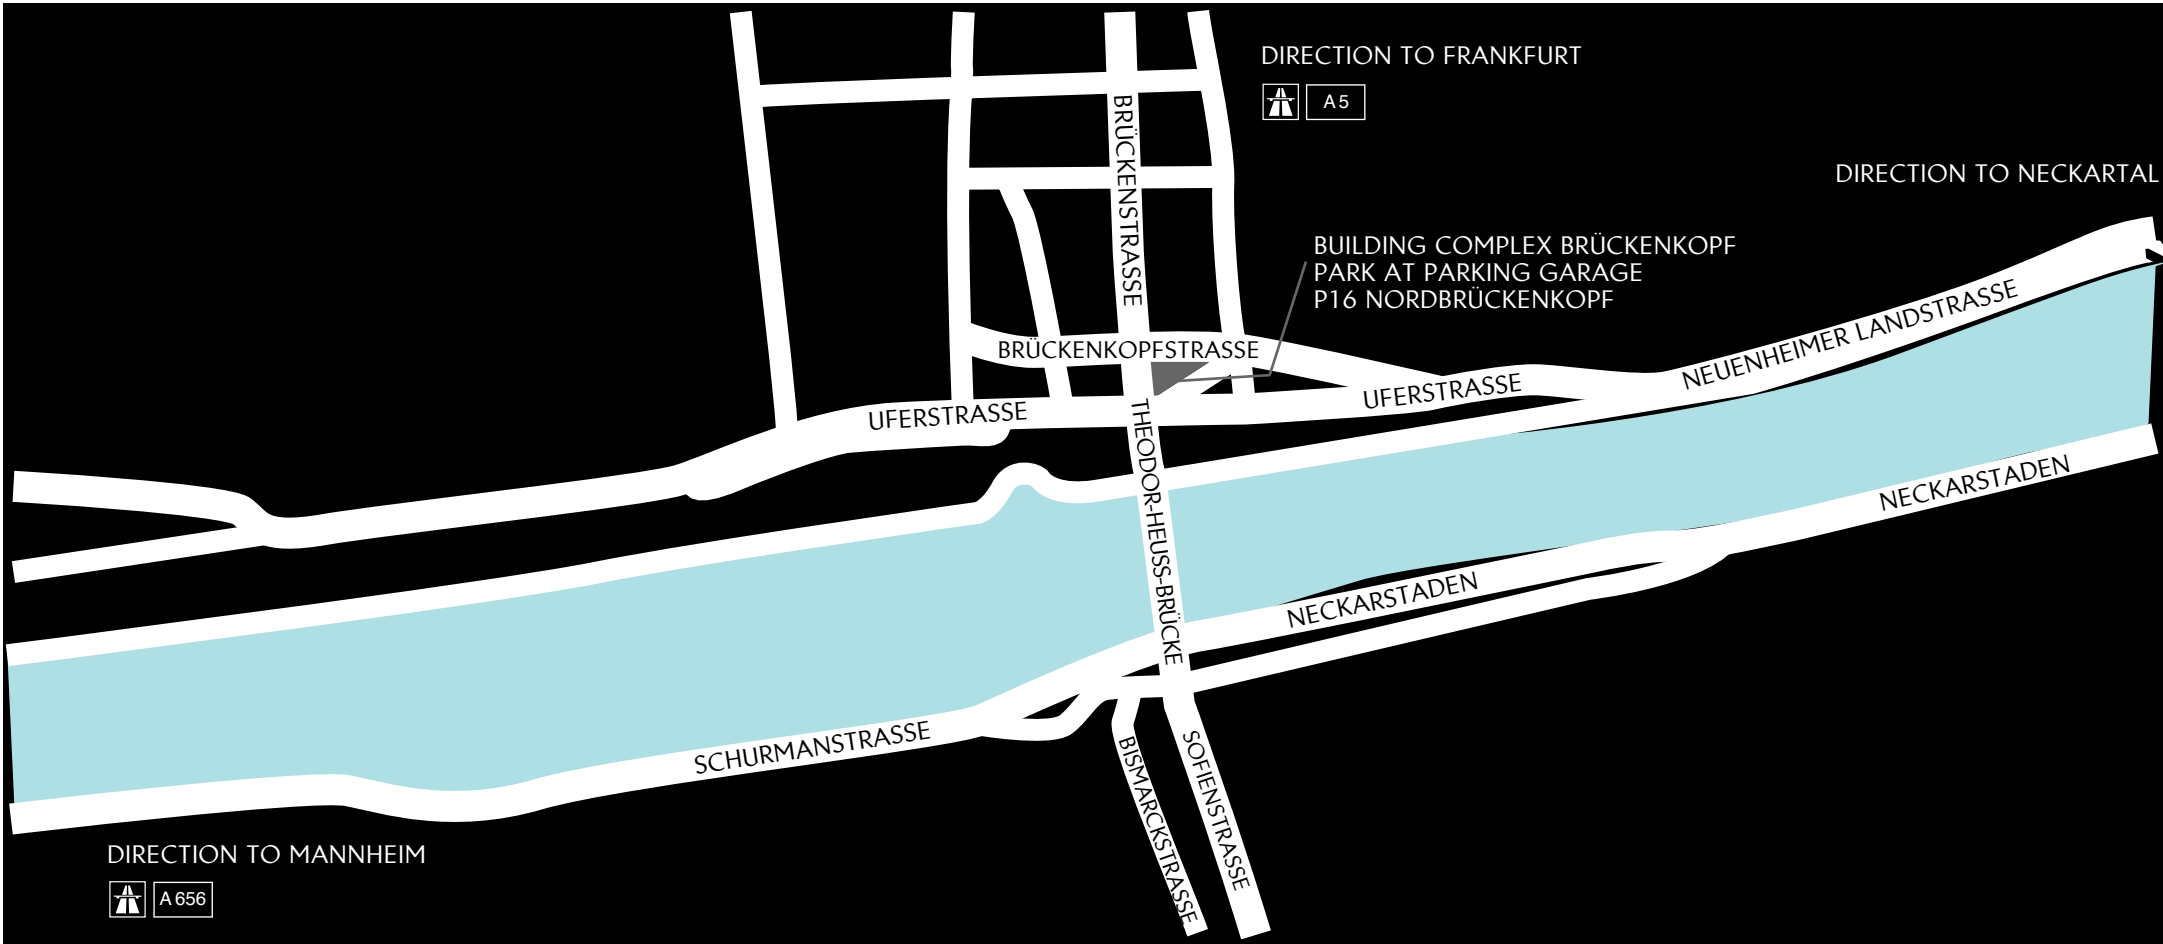 DIRECTION TO FRANKFURT
A5
BRÜCKENSTRASSE
DIRECTION TO NECKARTAL
BUILDING COMPLEX BRÜCKENKOPF
PARK AT PARKING GARAGE
P16 NORDBRÜCKENKOPF
BRÜCKENKOPFSTRASSE
NEUENHEIMER LANDSTRASSE
UFERSTRASSE
UFERSTRASSE
THEODOR-HEUSS-BRÜCKE
NECKARSTADEN
NECKARSTADEN
SCHURMANSTRASSE
BISMARCKSTRASSE
SOFIENSTRASSE
DIRECTION TO MANNHEIM
A 656